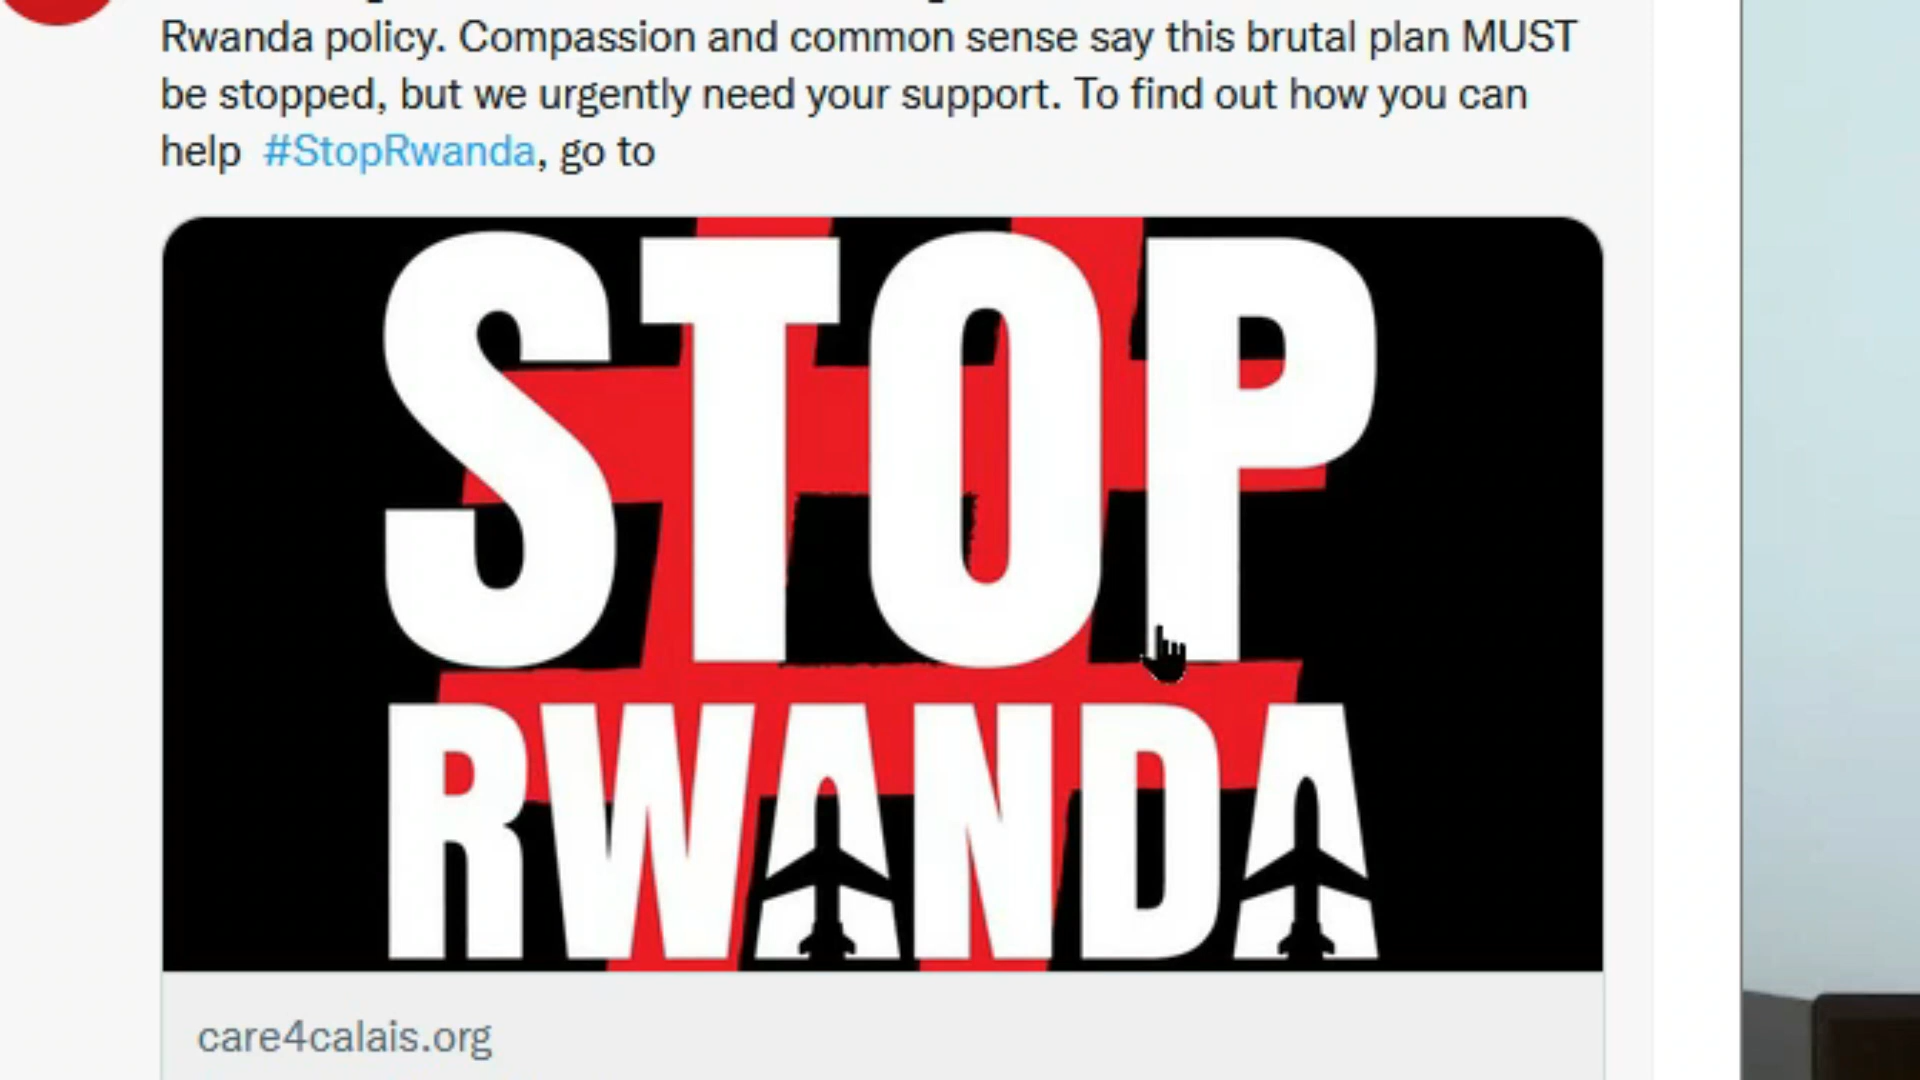 Rwanda policy. Compassion and common sense say this brutal plan MUST
be stopped, but we urgently need your support. To find out how you can
help #StopRwanda, go to
STOP
RWANDA
care4calais.org